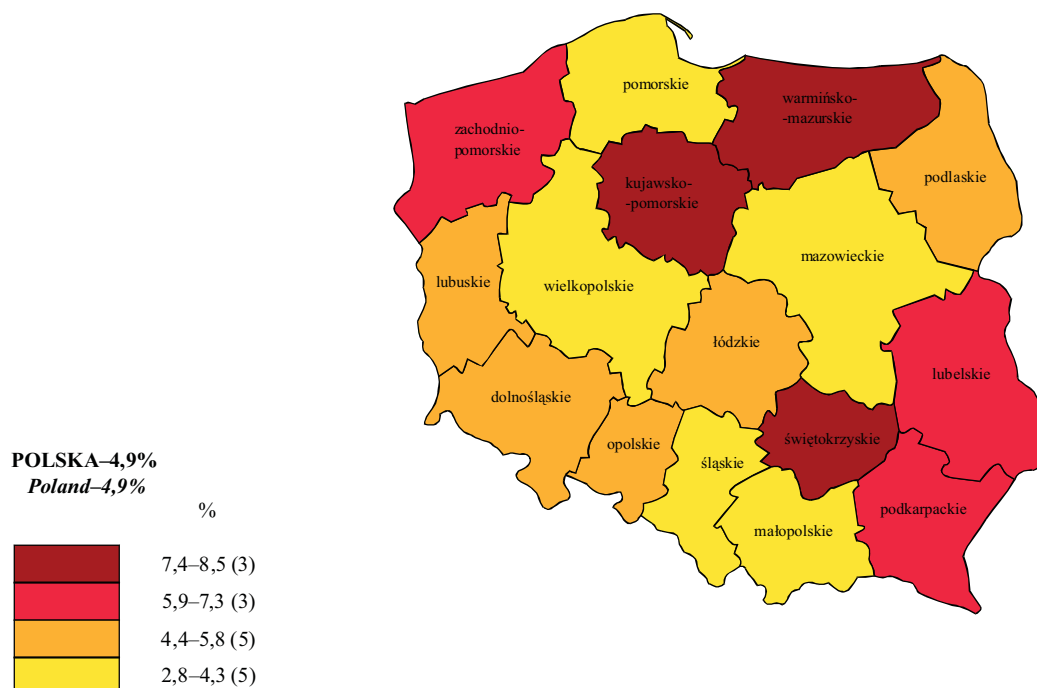 pomorskie
warmińsko-
-mazurskie
zachodnio-
pomorskie
podlaskie
kujawsko-
-pomorskie
mazowieckie
lubuskie
wielkopolskie
łódzkie
lubelskie
dolnośląskie
opolskie
świętokrzyskie
śląskie
podkarpackie
małopolskie
POLSKA–4,9%
Poland–4,9%
%
7,4–8,5 (3)
5,9–7,3 (3)
4,4–5,8 (5)
2,8–4,3 (5)